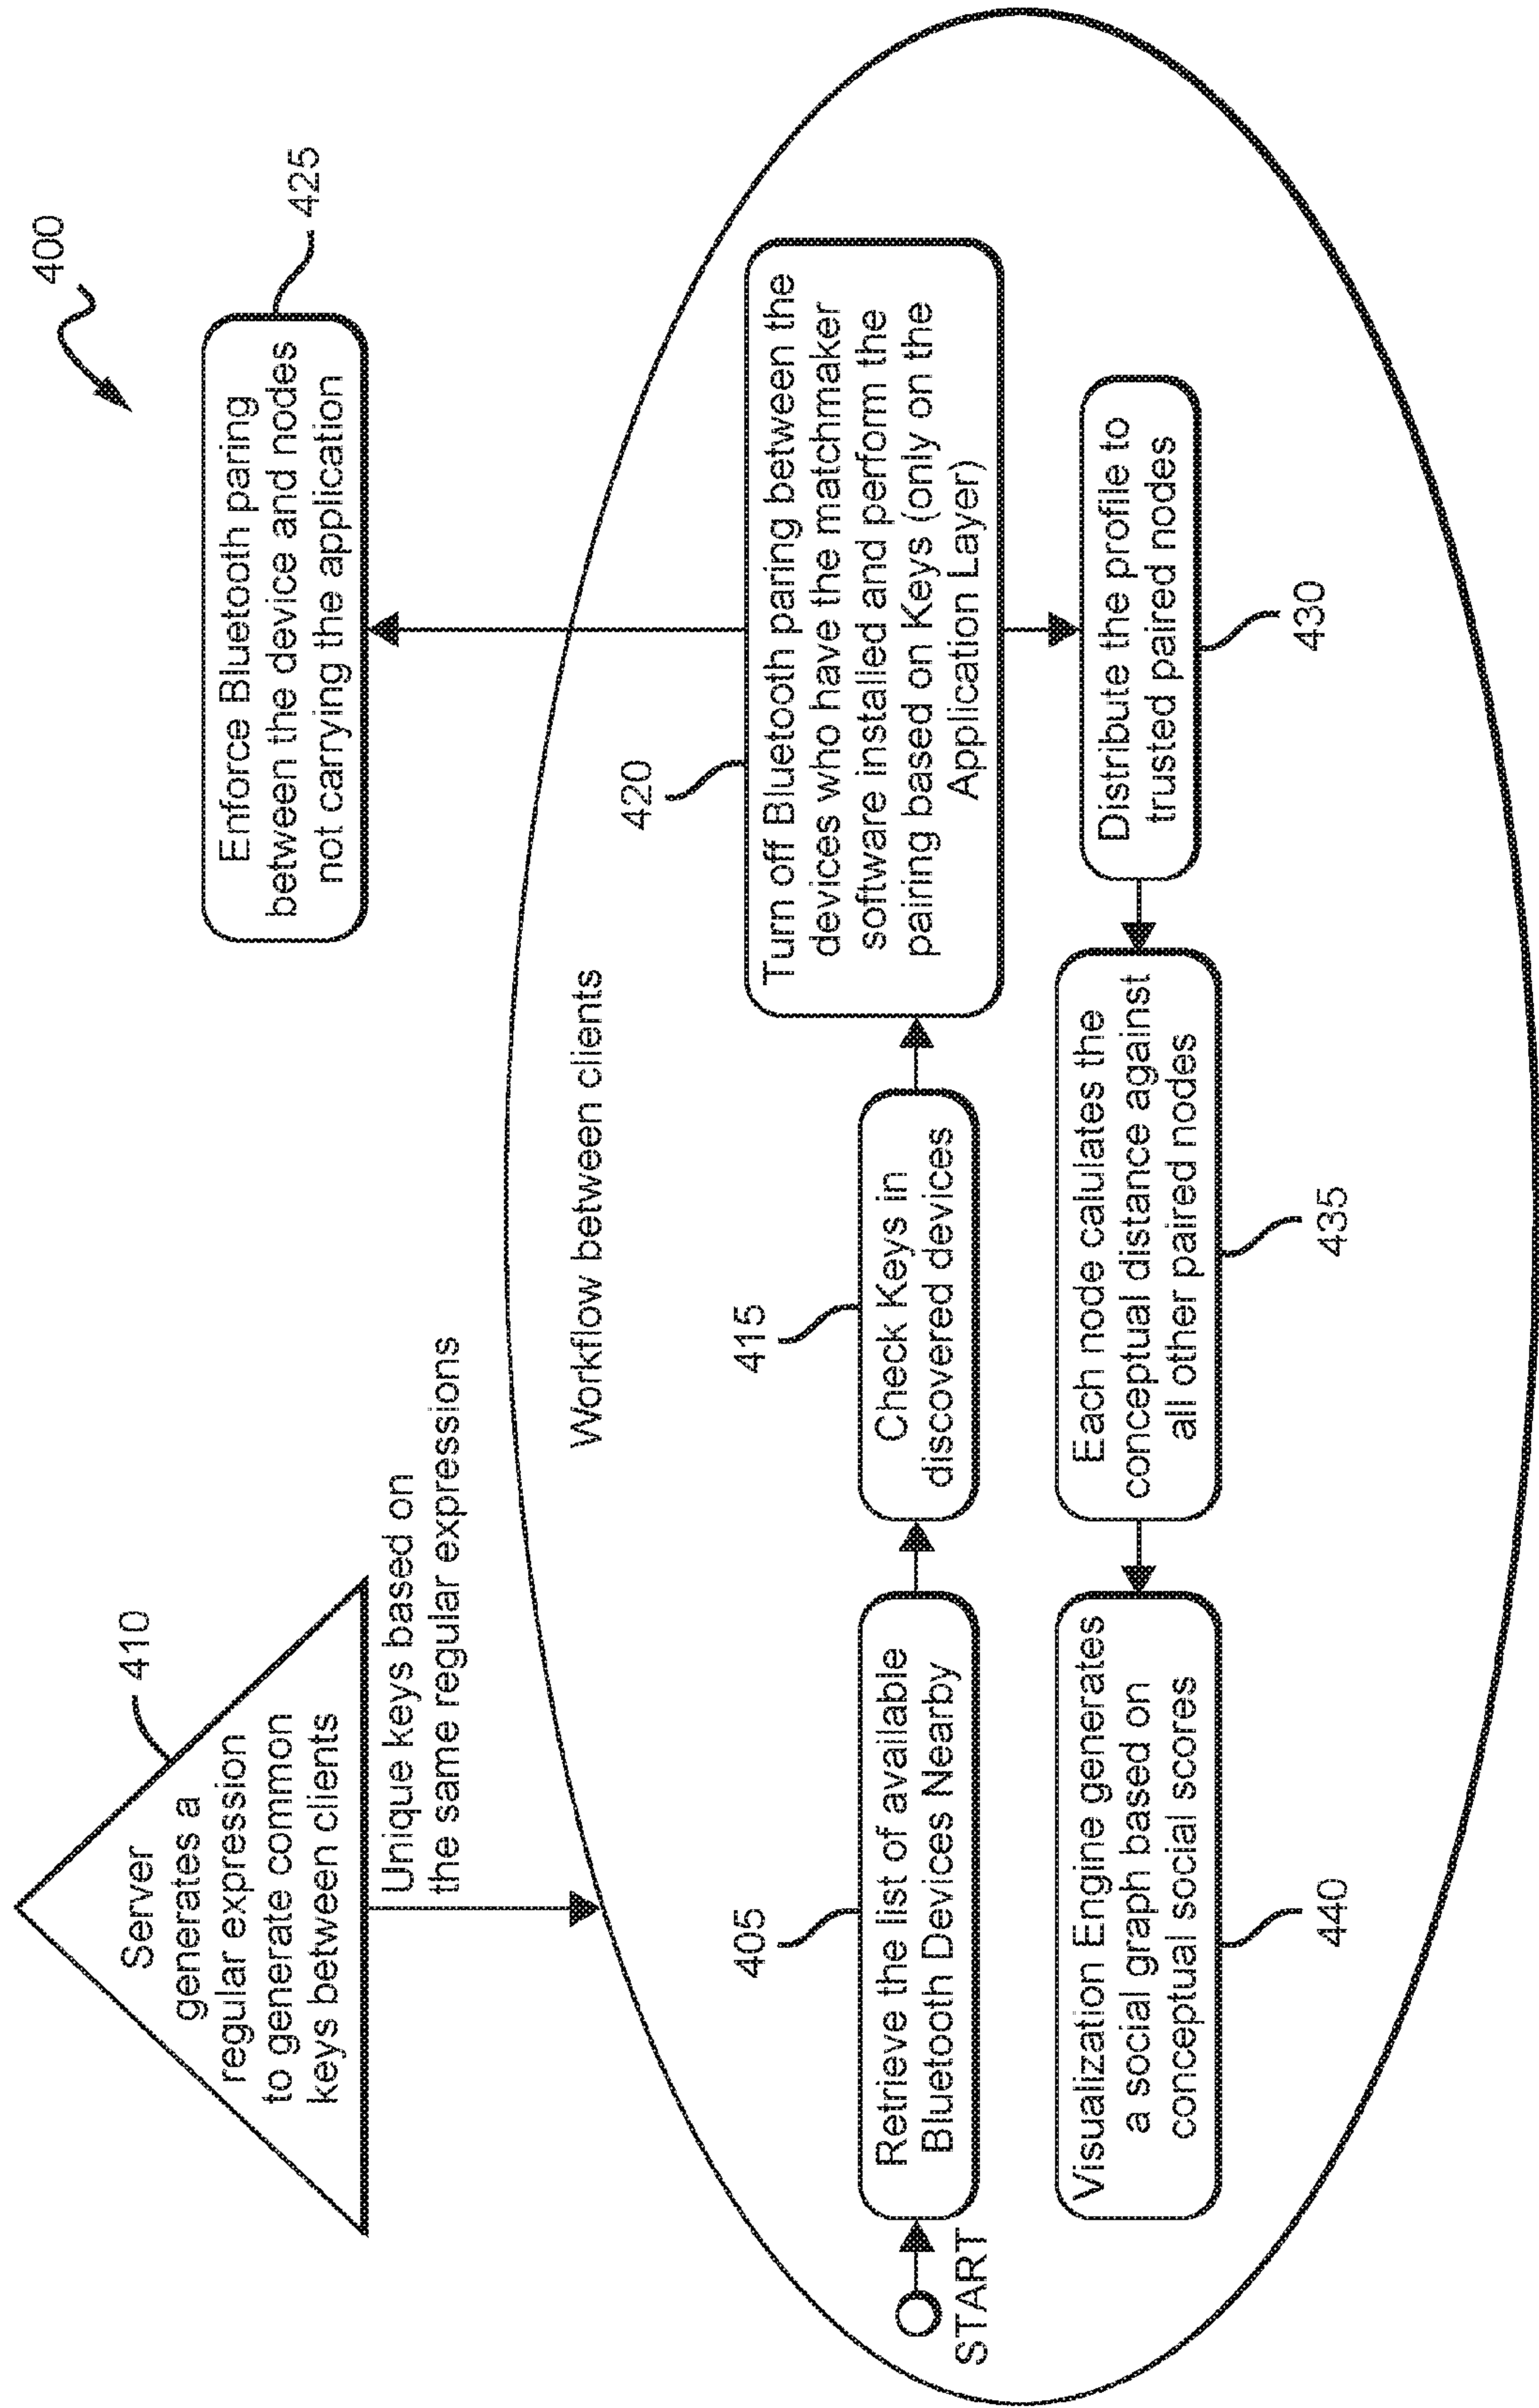 400
Server
generates a
regular expression
to generate common
keys between clients
410
Unique keys based on
the same regular expressions
Enforce Bluetooth paring
between the device and nodes
not carrying the application
425
Workflow between clients
START
405
Retrieve the list of available
Bluetooth Devices Nearby
415
Check Keys in
discovered devices
420
Turn off Bluetooth paring between the
devices who have the matchmaker
software installed and perform the
pairing based on Keys (only on the
Application Layer)
Distribute the profile to
trusted paired nodes
430
Each node calulates the
conceptual distance against
all other paired nodes
435
Visualization Engine generates
a social graph based on
conceptual social scores
440